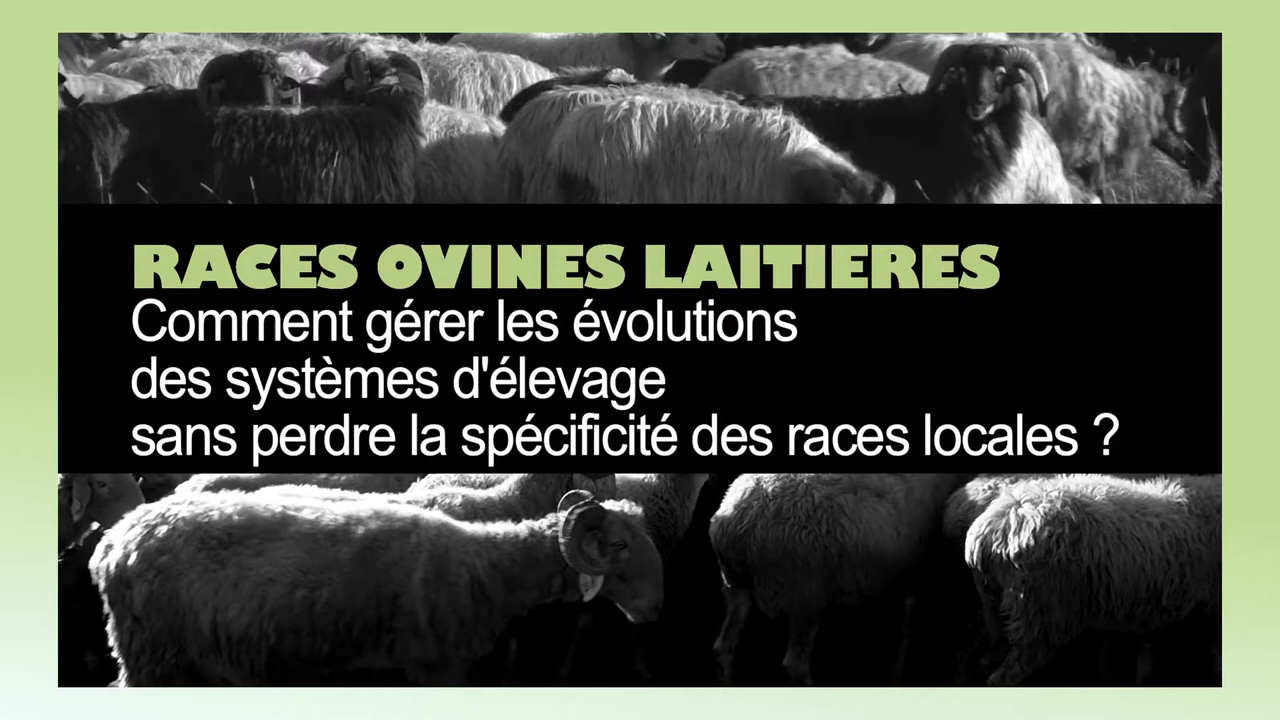 RACES OVINES LAITIERES
Comment gérer les évolutions
des systèmes d'élevage
sans perdre la spécificité des races locales ?